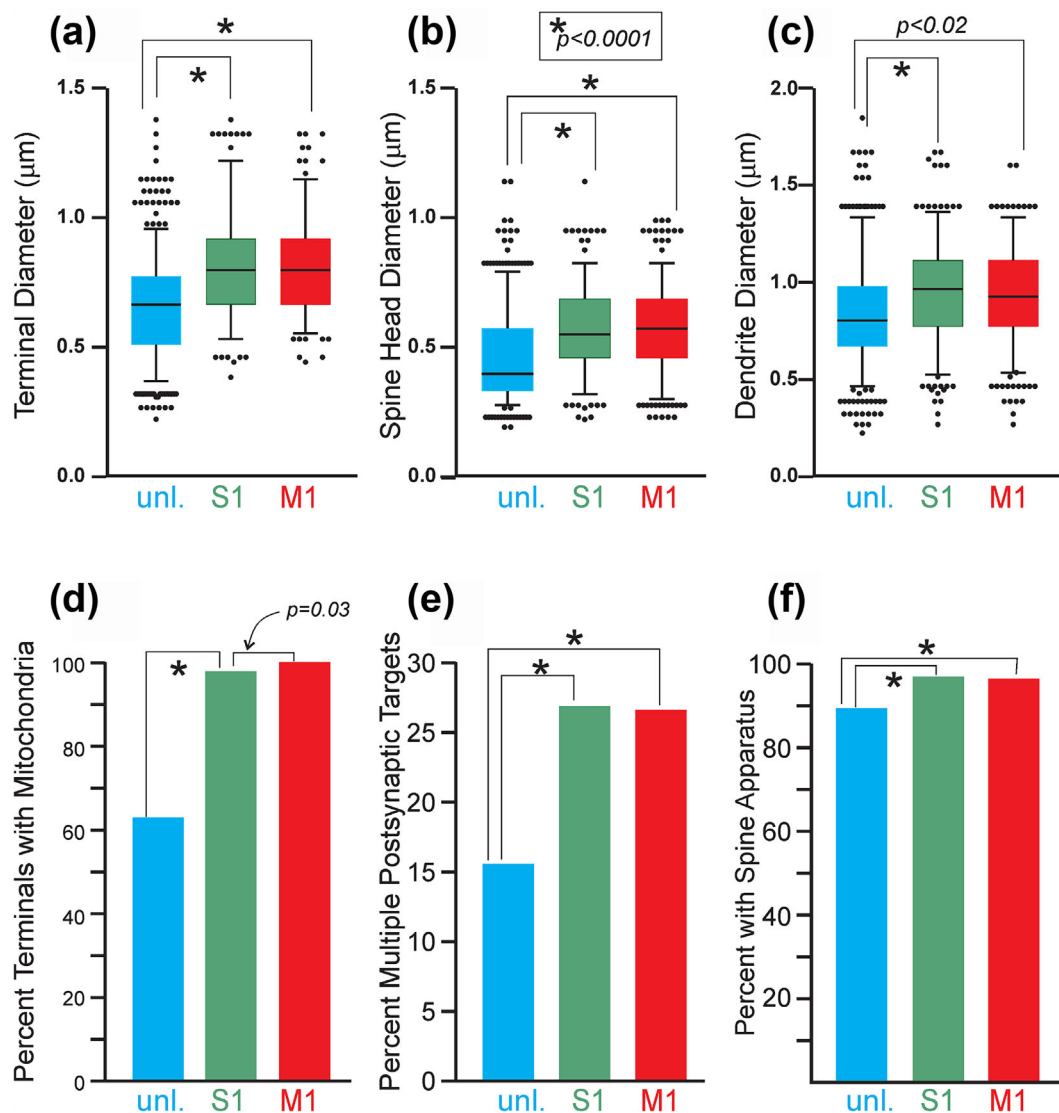 (a)
*
*
Terminal Diameter (µm)
1.5
1.0
0.5
0.0
unl. S1 M1
(b)
* p<0.0001
*
*
Spine Head Diameter (µm)
1.5
1.0
0.5
0.0
unl. S1 M1
(c)
p<0.02
*
Dendrite Diameter (µm)
2.0
1.5
1.0
0.5
0.0
unl. S1 M1
(d)
p=0.03
*
Percent Terminals with Mitochondria
100
80
60
40
20
0
unl. S1 M1
(e)
*
*
Percent Multiple Postsynaptic Targets
30
25
20
15
10
5
0
unl. S1 M1
(f)
*
*
Percent with Spine Apparatus
100
80
60
40
20
unl. S1 M1